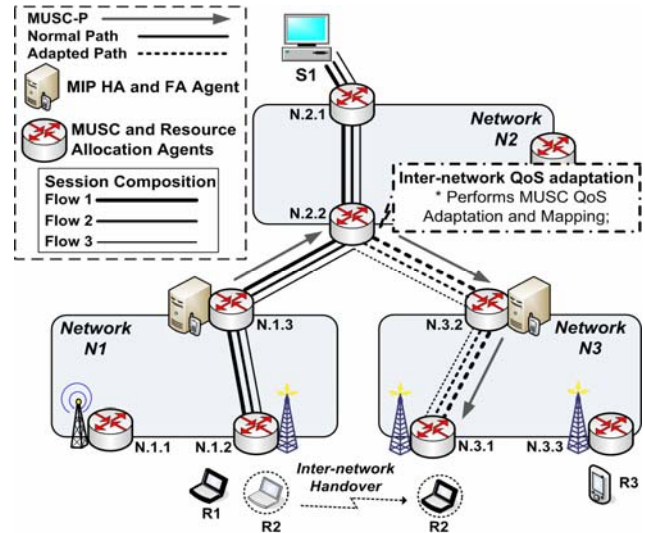 MUSC-P
Normal Path
Adapted Path
MIP HA and FA Agent
MUSC and Resource
Allocation Agents
Session Composition
Flow 1
Flow 2
Flow 3
S1
N.2.1
Network
N2
Inter-network QoS adaptation
* Performs MUSC QoS
Adaptation and Mapping;
N.2.2
Network
N1
N.1.3
N.1.1
N.1.2
N.3.2
Network
N3
N.3.1
N.3.3
R1
R2
Inter-network
Handover
R2
R3